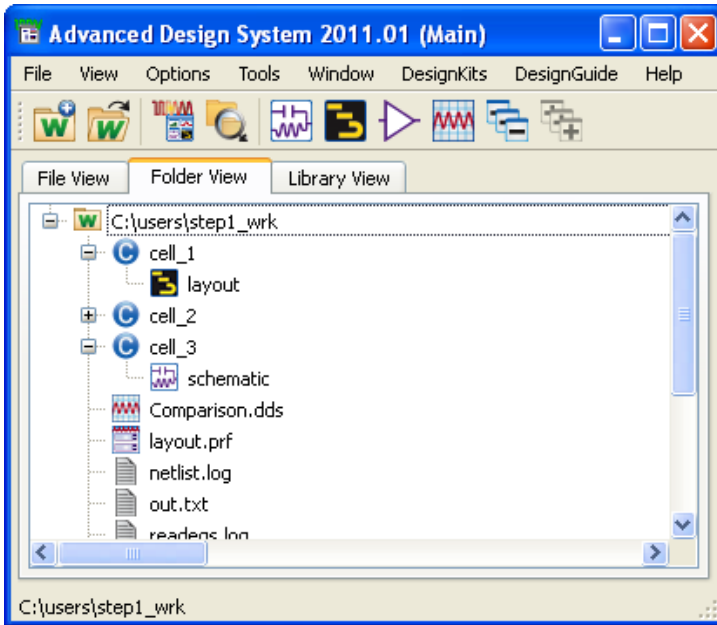 Advanced Design System 2011.01 (Main)
File View Options Tools Window DesignKits DesignGuide Help
File View Folder View Library View
C:\users\step1_wrk
cell_1
layout
cell_2
cell_3
schematic
Comparison.dds
layout.prf
netlist.log
out.txt
C:\users\step1_wrk